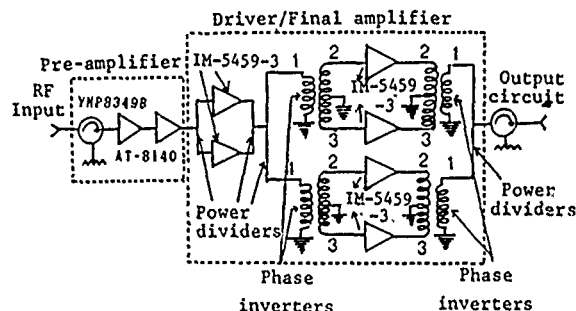 Driver/Final amplifier
Pre-amplifier
IM-5459-3
RF
Input
YMP8349B
AT-8140
1
2
3
IM-5459
-3
2
3
1
Output
circuit
1
2
3
IM-5459
-3
2
3
1
Power
dividers
Power
dividers
Phase
inverters
Phase
inverters